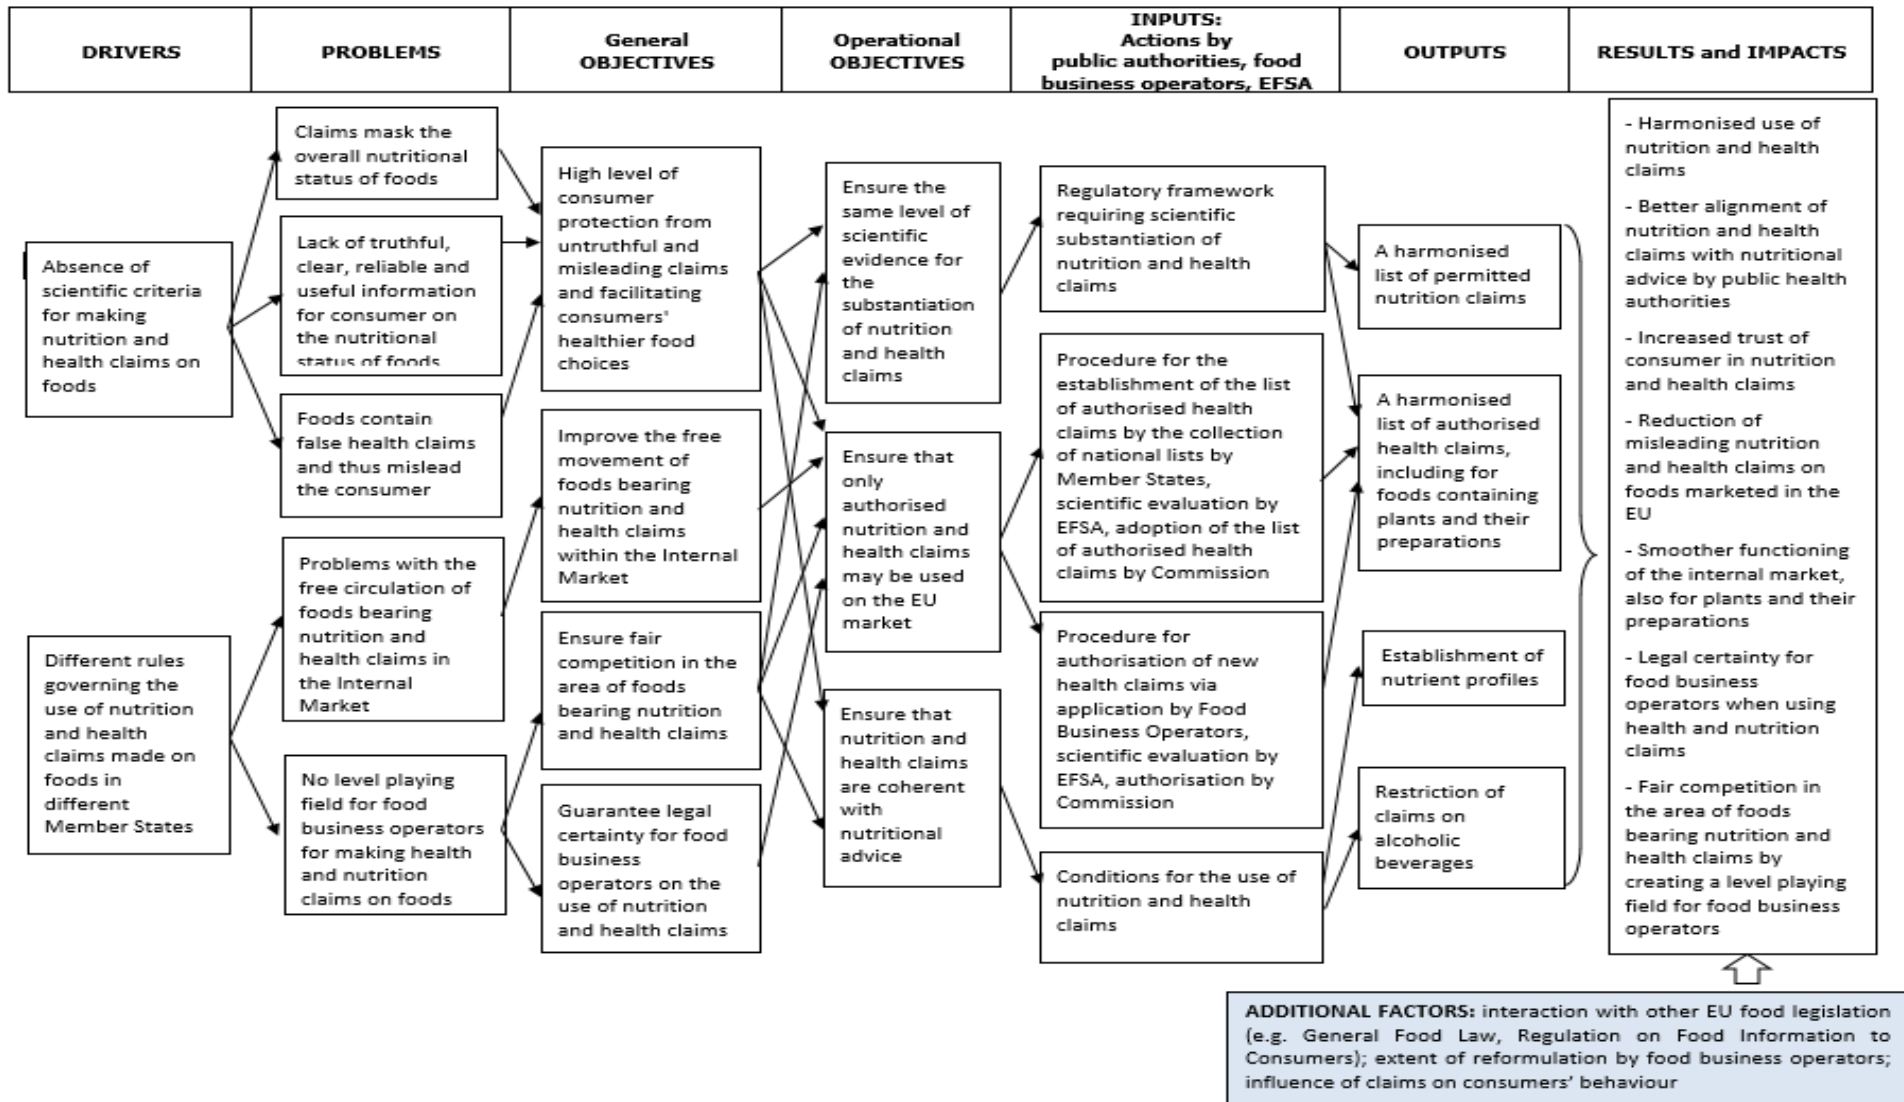 DRIVERS
PROBLEMS
General
OBJECTIVES
Operational
OBJECTIVES
INPUTS:
Actions by
public authorities, food
business operators, EFSA
OUTPUTS
RESULTS and IMPACTS
Absence of
scientific criteria
for making
nutrition and
health claims on
foods
Different rules
governing the
use of nutrition
and health
claims made on
foods in
different
Member States
Claims mask the
overall nutritional
status of foods
Lack of truthful,
clear, reliable and
useful information
for consumer on
the nutritional
status of foods
Foods contain
false health claims
and thus mislead
the consumer
Problems with the
free circulation of
foods bearing
nutrition and
health claims in
the Internal
Market
No level playing
field for food
business operators
for making health
and nutrition
claims on foods
High level of
consumer
protection from
untruthful and
misleading claims
and facilitating
consumers'
healthier food
choices
Improve the free
movement of
foods bearing
nutrition and
health claims
within the Internal
Market
Ensure fair
competition in the
area of foods
bearing nutrition
and health claims
Guarantee legal
certainty for food
business
operators on the
use of nutrition
and health claims
Ensure the
same level of
scientific
evidence for
the
substantiation
of nutrition
and health
claims
Ensure that
only
authorised
nutrition and
health claims
may be used
on the EU
market
Ensure that
nutrition and
health claims
are coherent
with
nutritional
advice
Regulatory framework
requiring scientific
substantiation of
nutrition and health
claims
Procedure for the
establishment of the list
of authorised health
claims by the collection
of national lists by
Member States,
scientific evaluation by
EFSA, adoption of the list
of authorised health
claims by Commission
Procedure for
authorisation of new
health claims via
application by Food
Business Operators,
scientific evaluation by
EFSA, authorisation by
Commission
Conditions for the use of
nutrition and health
claims
A harmonised
list of permitted
nutrition claims
A harmonised
list of authorised
health claims,
including for
foods containing
plants and their
preparations
Establishment of
nutrient profiles
Restriction of
claims on
alcoholic
beverages
- Harmonised use of
nutrition and health
claims
- Better alignment of
nutrition and health
claims with nutritional
advice by public health
authorities
- Increased trust of
consumer in nutrition
and health claims
- Reduction of
misleading nutrition
and health claims on
foods marketed in the
EU
- Smoother functioning
of the internal market,
also for plants and their
preparations
- Legal certainty for
food business
operators when using
health and nutrition
claims
- Fair competition in
the area of foods
bearing nutrition and
health claims by
creating a level playing
field for food business
operators
ADDITIONAL FACTORS: interaction with other EU food legislation
(e.g. General Food Law, Regulation on Food Information to
Consumers); extent of reformulation by food business operators;
influence of claims on consumers' behaviour